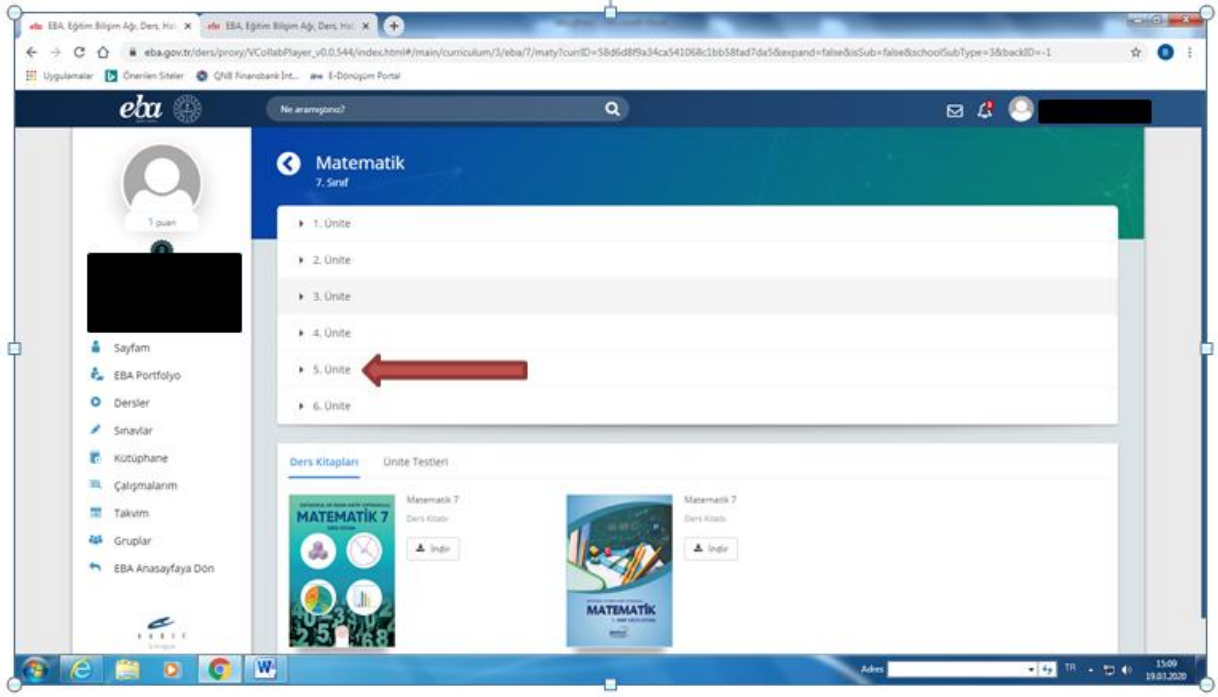 EBA, Eğitim Bilişim Ağı, Ders, Hiz
EBA, Eğitim Bilişim Ağı, Ders, Hiz
eba.gov.tr/ders/proxy/VCollabPlayer_v0.0.544/index.html#/main/curriculum/3/eba/7/maty?currID=58d6d8f9a34ca541068c1bb58fad7da5&expand=false&isSub=false&schoolSubType=3&backID=-1
B
Uygulamalar
Önerilen Siteler
QNB Finansbank İnt...
E-Dönüşüm Portal
eba
Ne aramıştınız?
1 puan
Matematik
7. Sınıf
1. Ünite
2. Ünite
3. Ünite
4. Ünite
5. Ünite
6. Ünite
Sayfam
EBA Portfolyo
Dersler
Sınavlar
Kütüphane
Çalışmalarım
Takvim
Gruplar
EBA Anasayfaya Dön
Ders Kitapları
Ünite Testleri
MATEMATİK 7
Matematik 7
Ders Kitabı
İndir
MATEMATİK
Matematik 7
Ders Kitabı
İndir
Adres
TR
15:09
19.03.2020